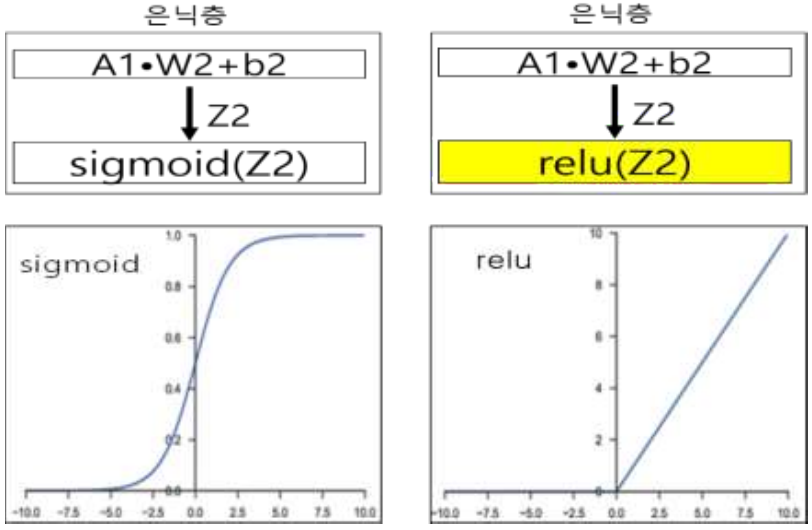 은닉층
A1•W2+b2
Z2
sigmoid(Z2)
은닉층
A1•W2+b2
Z2
relu(Z2)
sigmoid
1.0
0.8
0.6
0.4
0.2
0.0
-10.0 -7.5 -5.0 -2.5 0.0 2.5 5.0 7.5 10.0
relu
10
8
6
4
2
0
-10.0 -7.5 -5.0 -2.5 0.0 2.5 5.0 7.5 10.0